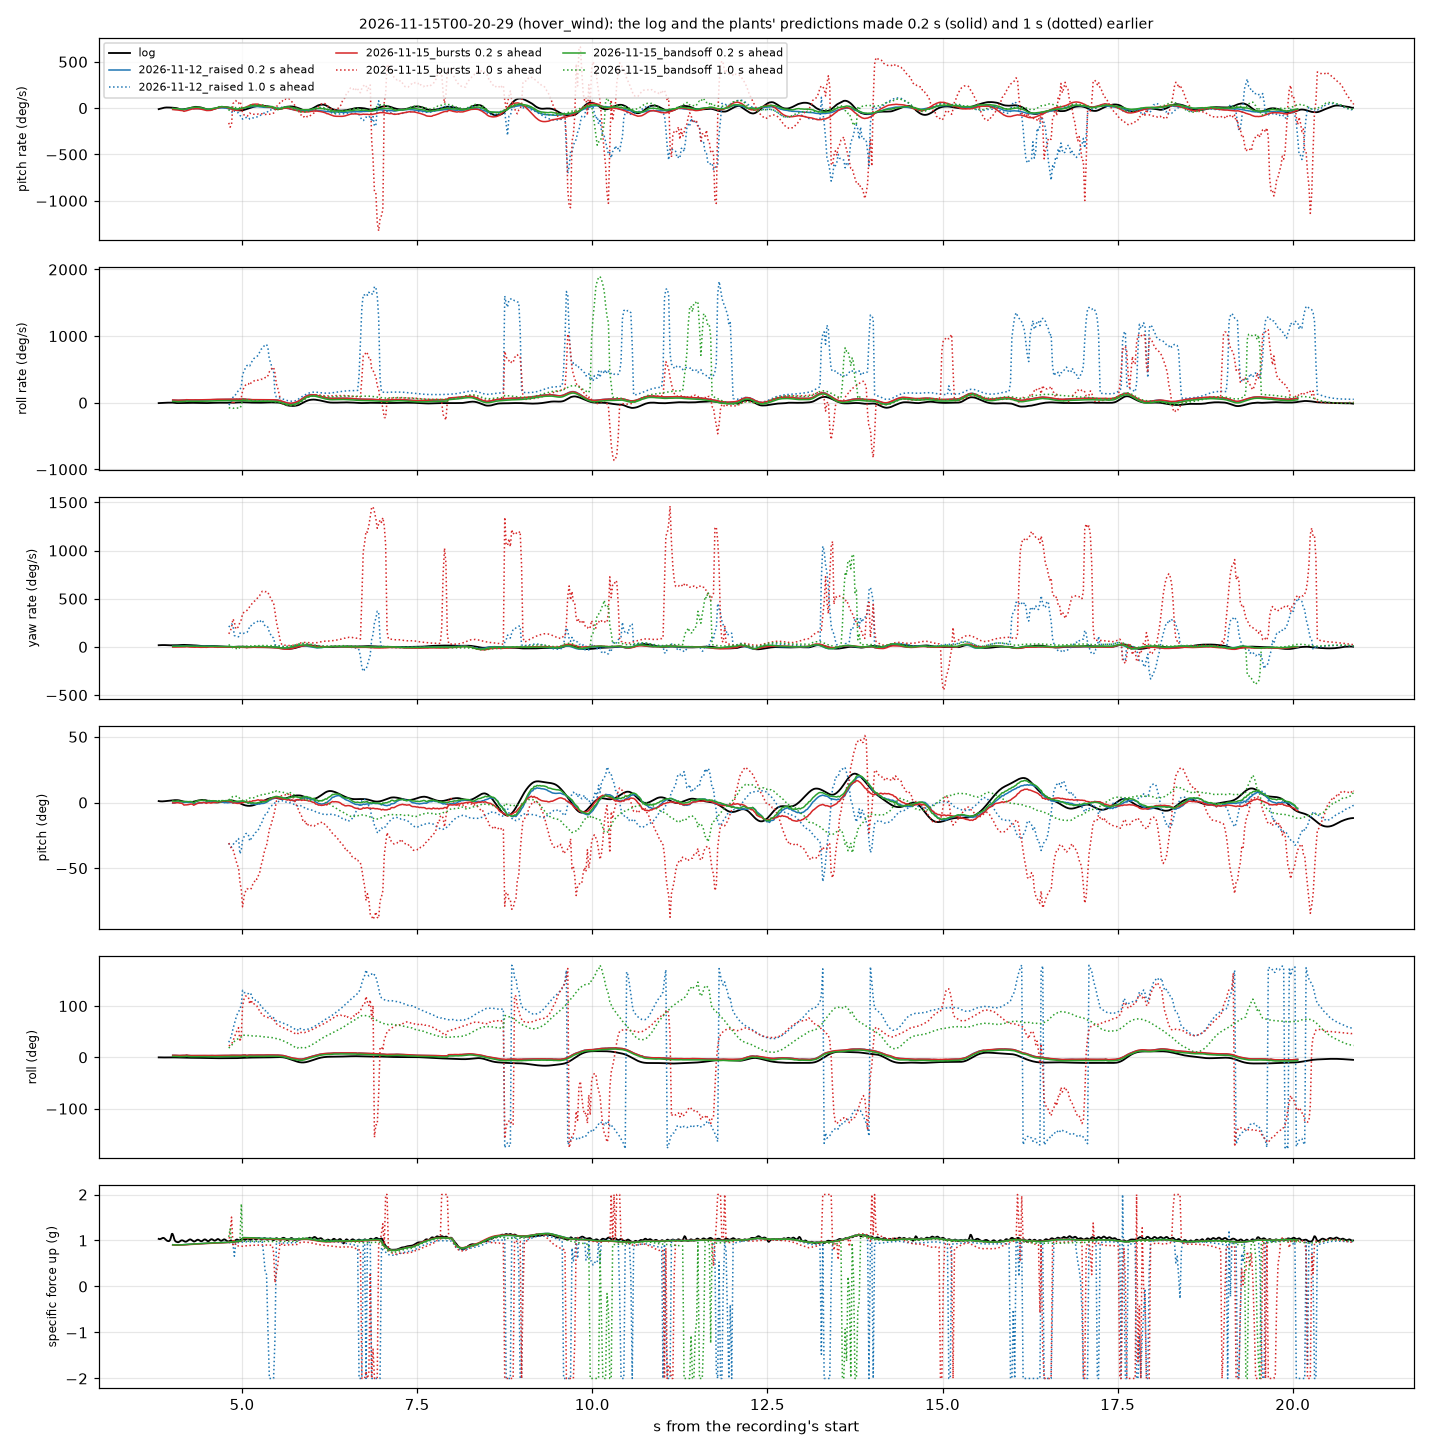 2026-11-15T00-20-29 (hover_wind): the log and the plants' predictions made 0.2 s (solid) and 1 s (dotted) earlier
log
2026-11-12_raised 0.2 s ahead
2026-11-12_raised 1.0 s ahead
2026-11-15_bursts 0.2 s ahead
2026-11-15_bursts 1.0 s ahead
2026-11-15_bandsoff 0.2 s ahead
2026-11-15_bandsoff 1.0 s ahead
pitch rate (deg/s)
500
0
−500
−1000
roll rate (deg/s)
2000
1000
0
−1000
yaw rate (deg/s)
1500
1000
500
0
−500
pitch (deg)
50
0
−50
roll (deg)
100
0
−100
specific force up (g)
2
1
0
−1
−2
5.0 7.5 10.0 12.5 15.0 17.5 20.0
s from the recording's start